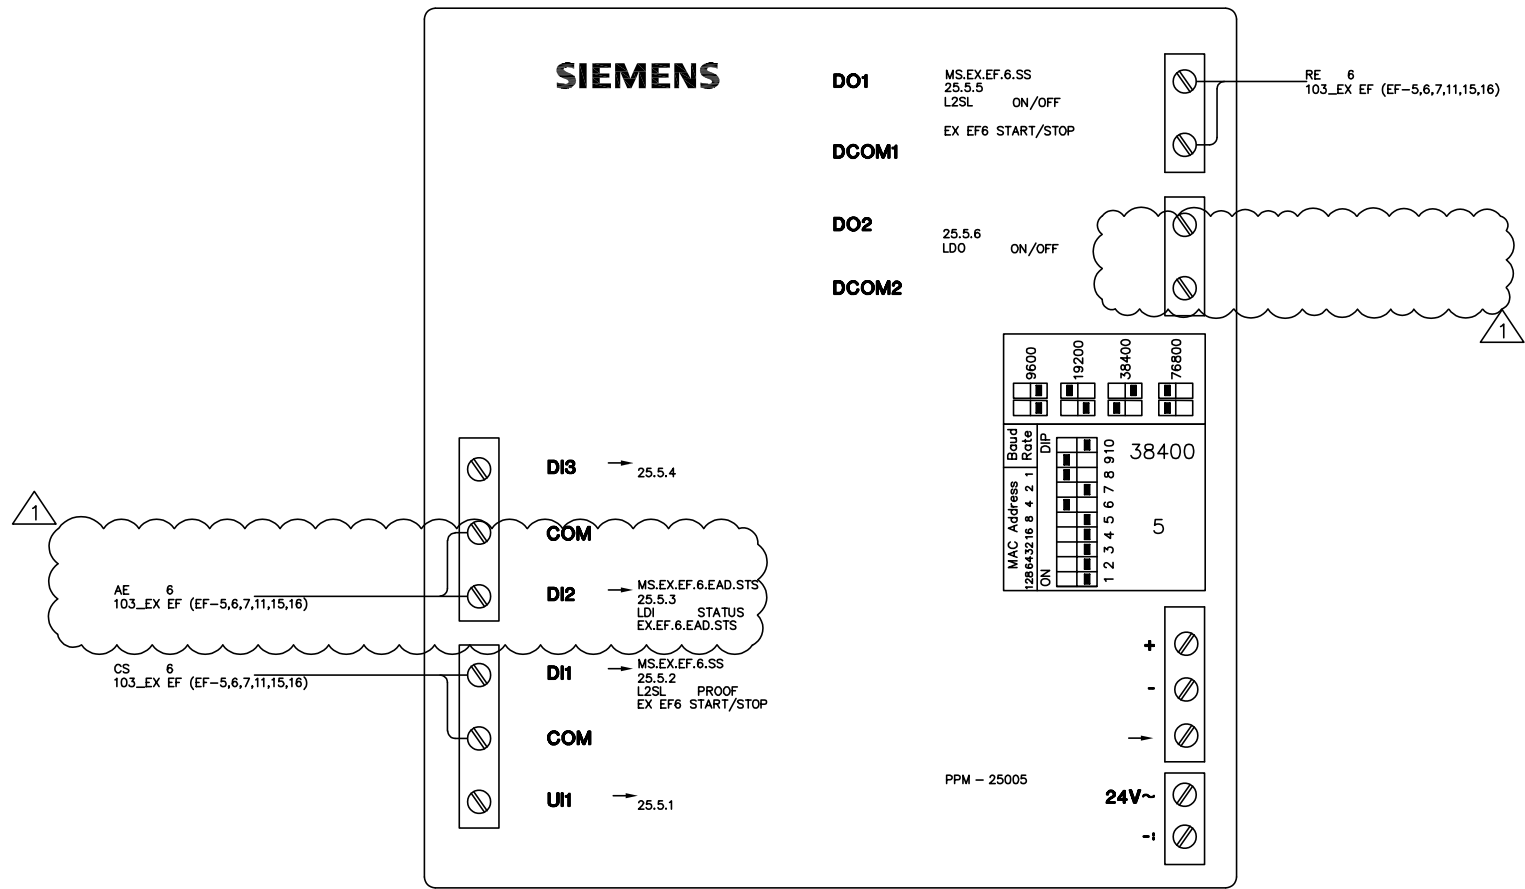 SIEMENS
DO1
MS.EX.EF.6.SS
25.5.5
L2SL ON/OFF
EX EF6 START/STOP
DCOM1
RE 6
103_EX EF (EF-5,6,7,11,15,16)
DO2
25.5.6
LDO ON/OFF
DCOM2
1
9600
19200
38400
76800
Baud Rate
DIP
38400
MAC Address
128 64 32 16 8 4 2 1
ON
1 2 3 4 5 6 7 8 9 10
5
DI3
25.5.4
1
COM
AE 6
103_EX EF (EF-5,6,7,11,15,16)
DI2
MS.EX.EF.6.EAD.STS
25.5.3
LDI STATUS
EX.EF.6.EAD.STS
CS 6
103_EX EF (EF-5,6,7,11,15,16)
DI1
MS.EX.EF.6.SS
25.5.2
L2SL PROOF
EX EF6 START/STOP
COM
UI1
25.5.1
+
-
PPM - 25005
24V~
-: